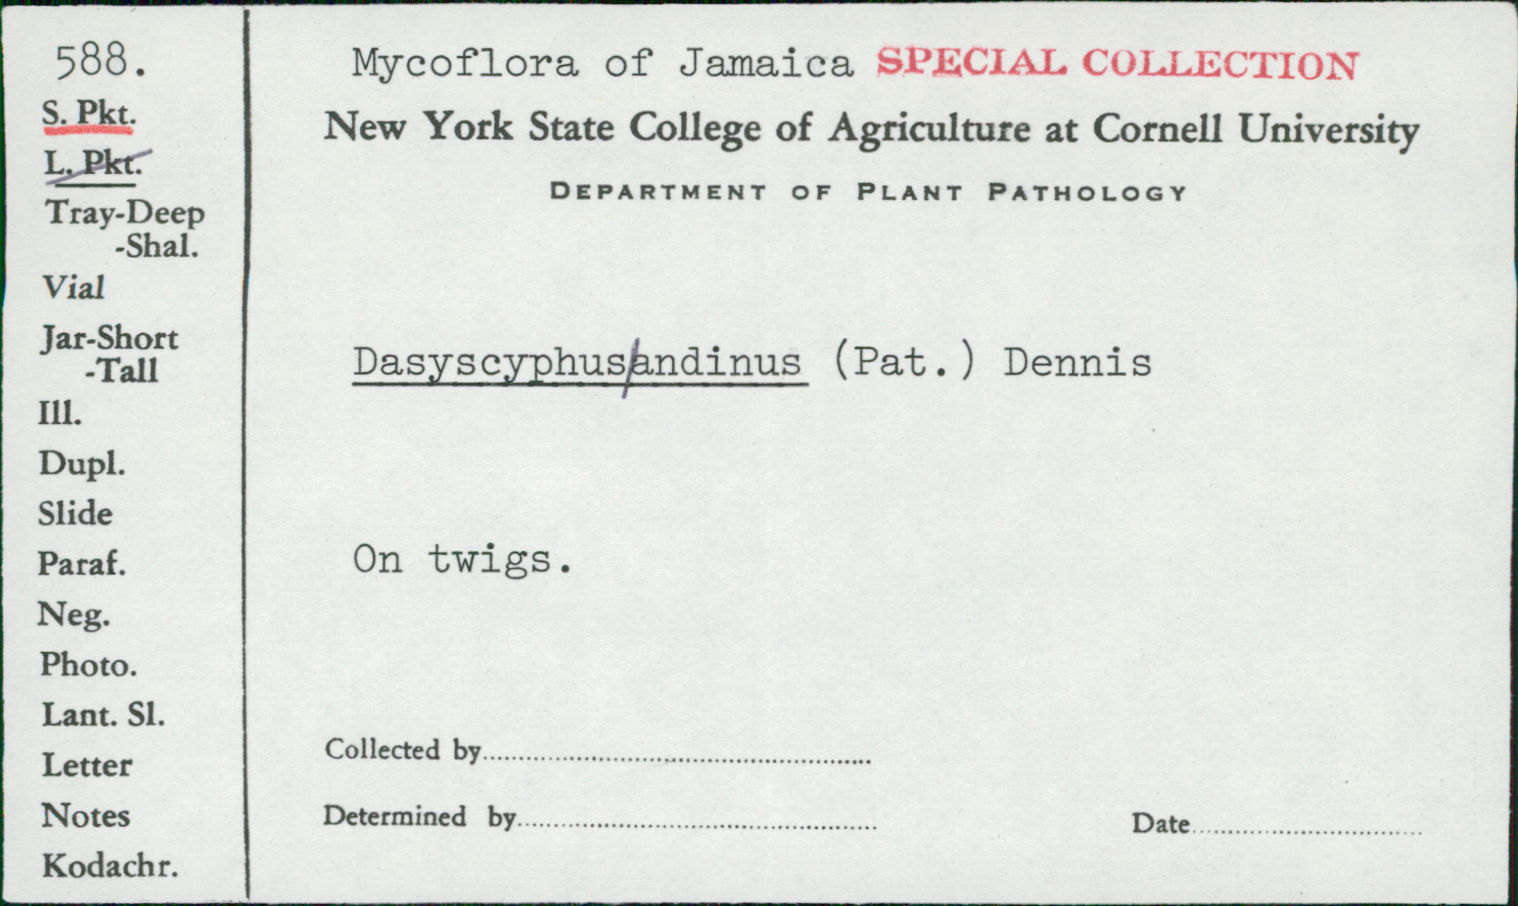 588.
S. Pkt.
L. Pkt.
Tray-Deep
-Shal.
Vial
Jar-Short
-Tall
Ill.
Dupl.
Slide
Paraf.
Neg.
Photo.
Lant. Sl.
Letter
Notes
Kodachr.
Mycoflora of Jamaica SPECIAL COLLECTION
New York State College of Agriculture at Cornell University
DEPARTMENT OF PLANT PATHOLOGY
Dasyscyphus/andinus (Pat.) Dennis
On twigs.
Collected by
Determined by
Date